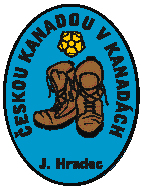 ČESKOU KANADOU V KANADÁCH
J. Hradec